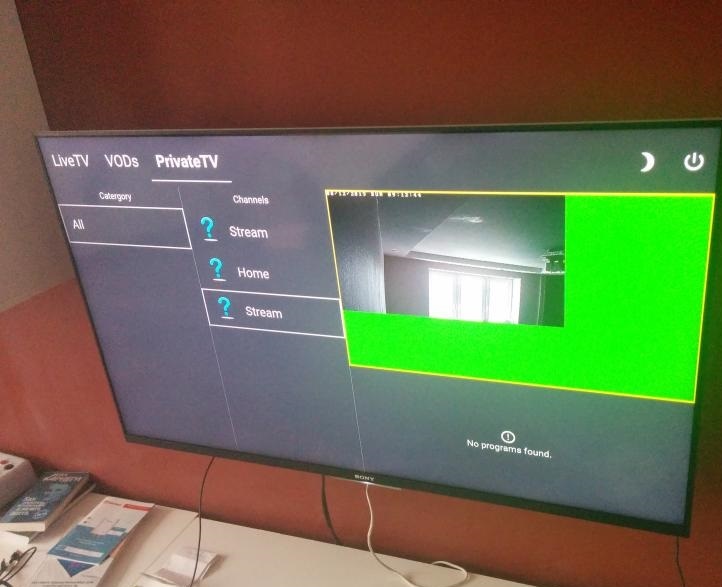 LiveTV VODs PrivateTV
Catergory
Channels
All
Stream
Home
Stream
No programs found.
SONY